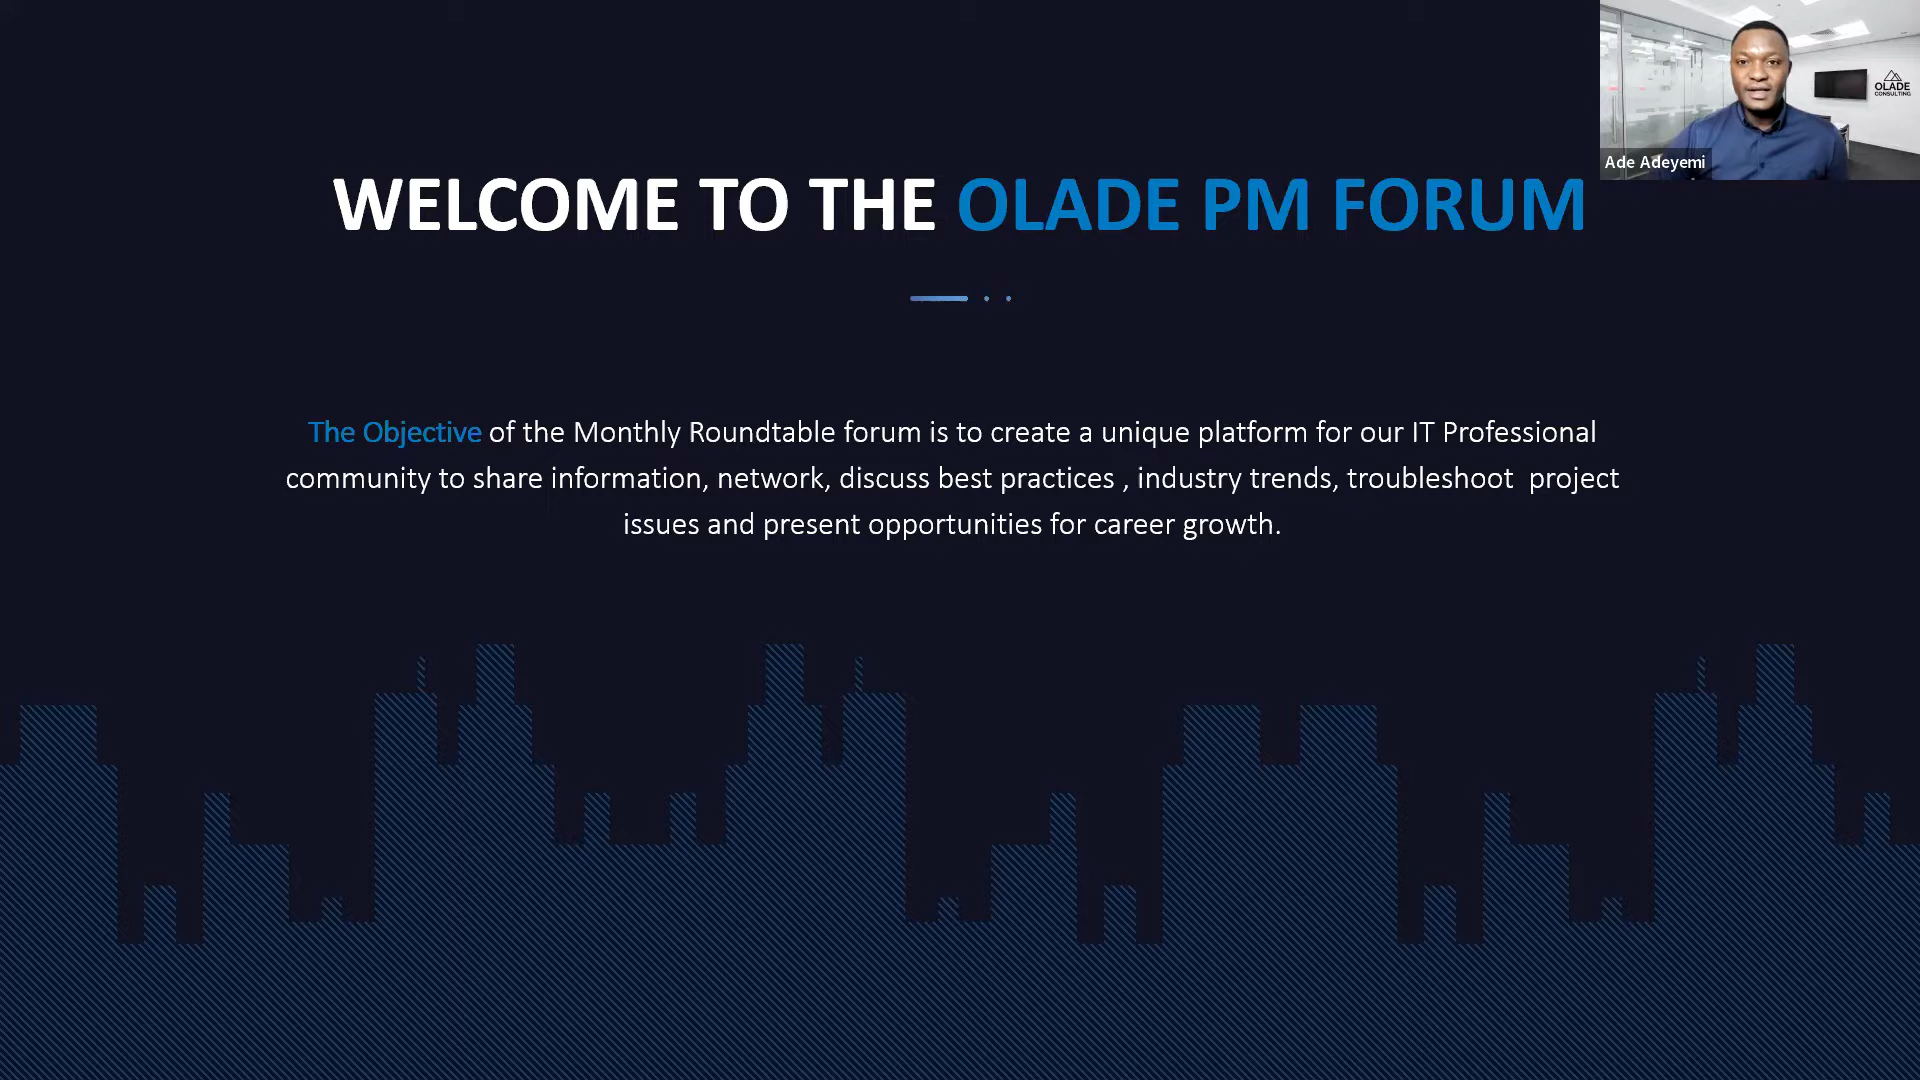 OLADE
CONSULTING
Ade Adeyemi
WELCOME TO THE OLADE PM FORUM
The Objective of the Monthly Roundtable forum is to create a unique platform for our IT Professional
community to share information, network, discuss best practices , industry trends, troubleshoot  project
issues and present opportunities for career growth.